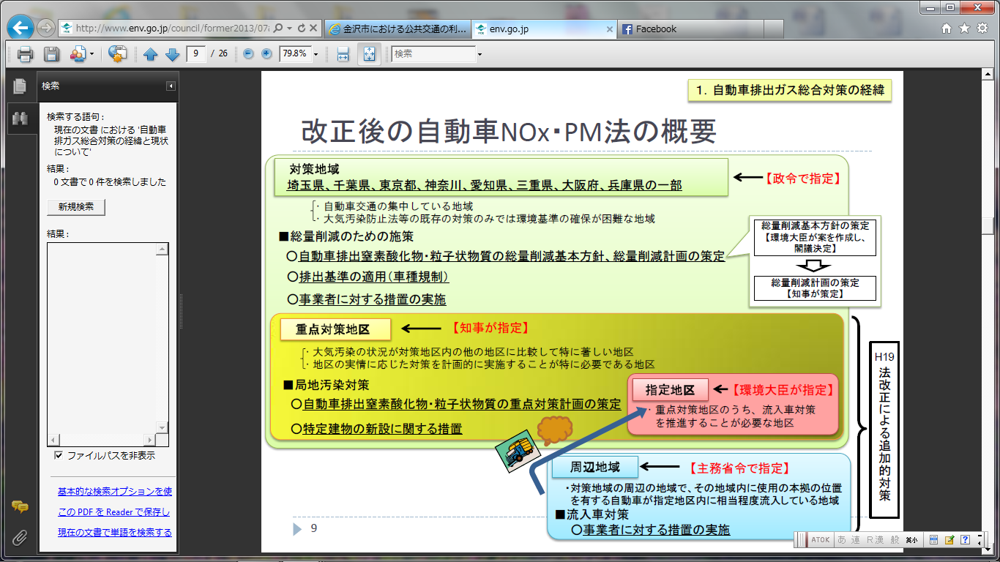 http://www.env.go.jp/council/former2013/07
金沢市における公共交通の利...
env.go.jp
Facebook
9 / 26
79.8%
検索
検索
検索する語句 :
現在の文書 における '自動車
排ガス総合対策の経緯と現状
について'
結果 :
0 文書で 0 件を検索しました
新規検索
結果 :
ファイルパスを非表示
基本的な検索オプションを使
この PDF を Reader で保存し
現在の文書で単語を検索する
1．自動車排出ガス総合対策の経緯
改正後の自動車NOx・PM法の概要
対策地域
埼玉県、千葉県、東京都、神奈川、愛知県、三重県、大阪府、兵庫県の一部
【政令で指定】
・自動車交通の集中している地域
・大気汚染防止法等の既存の対策のみでは環境基準の確保が困難な地域
■総量削減のための施策
○自動車排出窒素酸化物・粒子状物質の総量削減基本方針、総量削減計画の策定
○排出基準の適用（車種規制）
○事業者に対する措置の実施
総量削減基本方針の策定
【環境大臣が案を作成し、
閣議決定】
総量削減計画の策定
【知事が策定】
重点対策地区
【知事が指定】
・大気汚染の状況が対策地区内の他の地区に比較して特に著しい地区
・地区の実情に応じた対策を計画的に実施することが特に必要である地区
■局地汚染対策
○自動車排出窒素酸化物・粒子状物質の重点対策計画の策定
○特定建物の新設に関する措置
指定地区
【環境大臣が指定】
・重点対策地区のうち、流入車対策
を推進することが必要な地区
周辺地域
【主務省令で指定】
・対策地域の周辺の地域で、その地域内に使用の本拠の位置
を有する自動車が指定地区内に相当程度流入している地域
■流入車対策
○事業者に対する措置の実施
H19
法改正による追加的対策
9
ATOK あ 連 R漢 般 英小